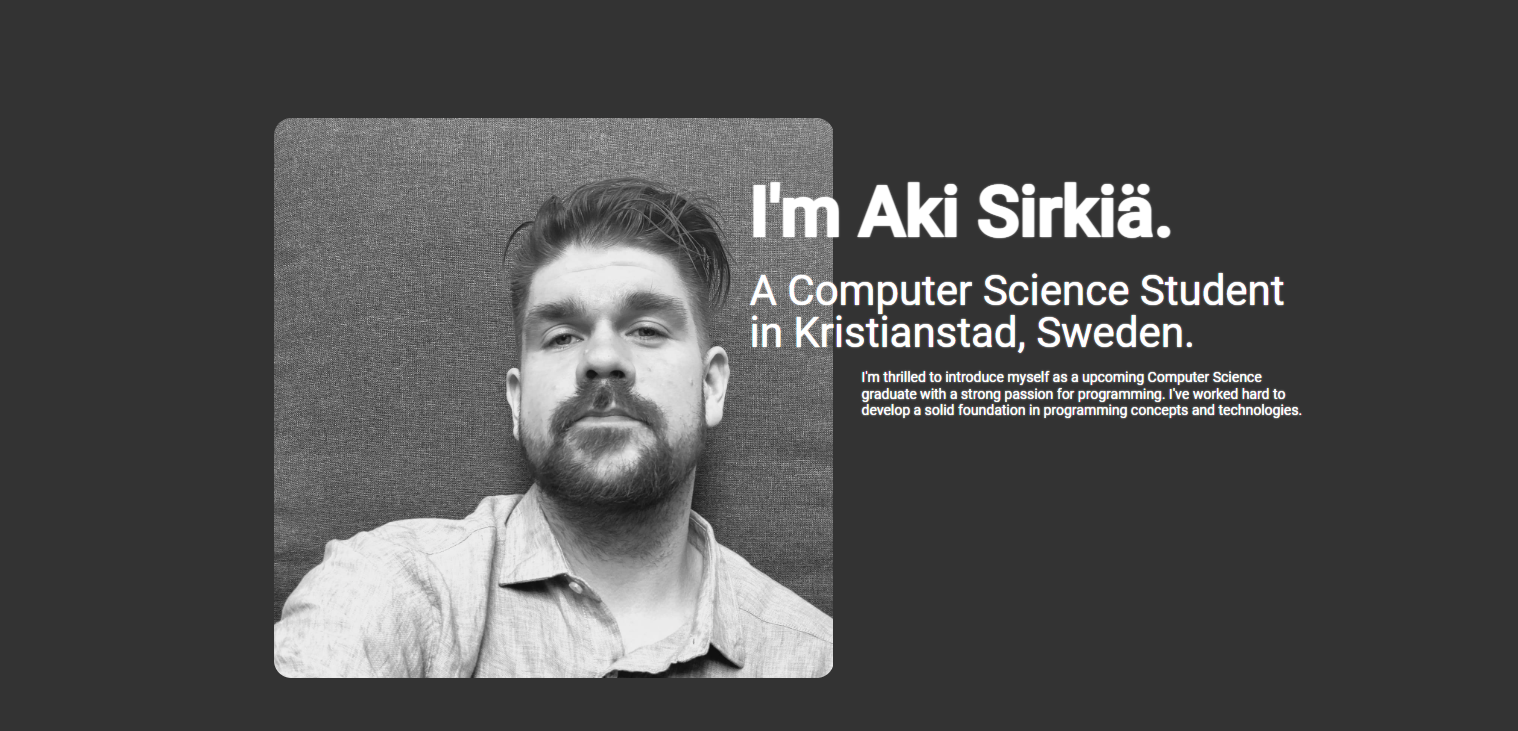 I'm Aki Sirkiä.
A Computer Science Student
in Kristianstad, Sweden.
I'm thrilled to introduce myself as a upcoming Computer Science
graduate with a strong passion for programming. I've worked hard to
develop a solid foundation in programming concepts and technologies.